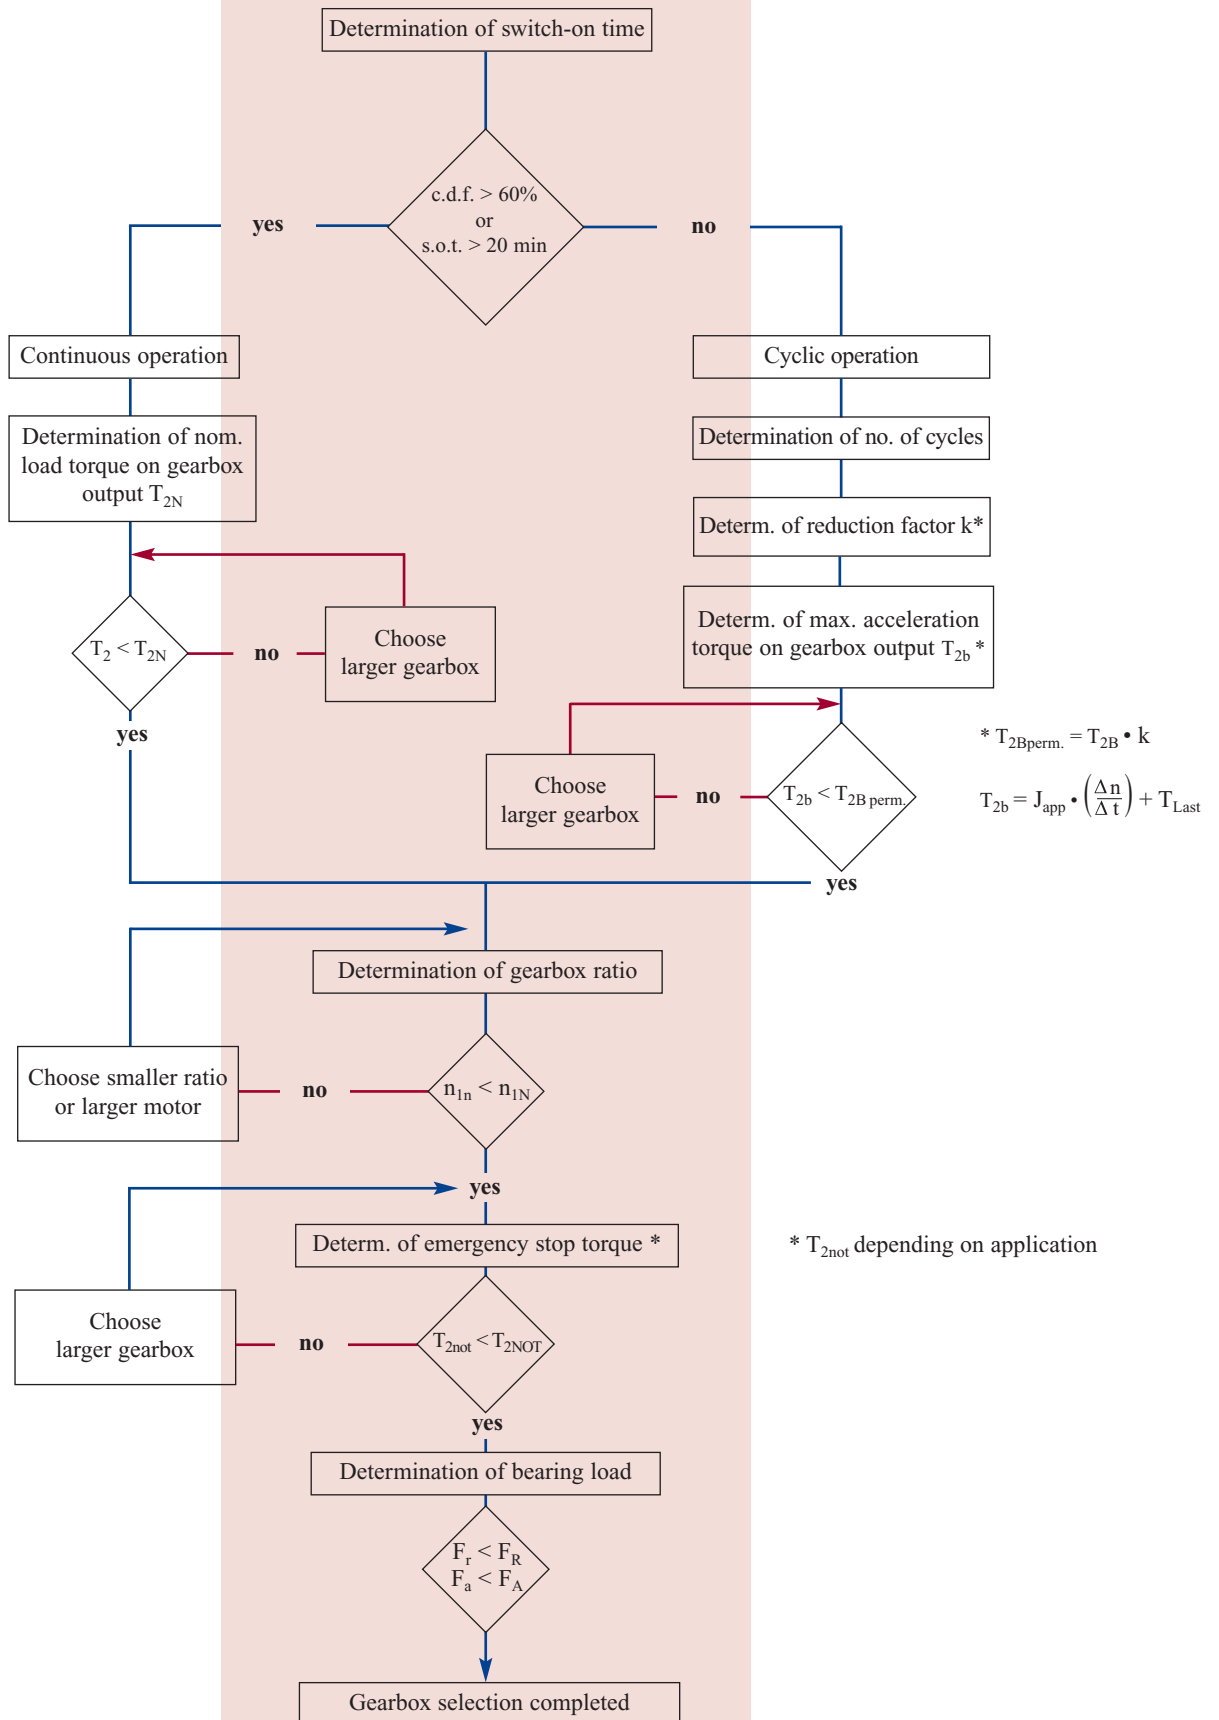 Determination of switch-on time
c.d.f. > 60%
or
s.o.t. > 20 min
yes
no
Continuous operation
Cyclic operation
Determination of nom.
load torque on gearbox
output T2N
Determination of no. of cycles
Determ. of reduction factor k*
Determ. of max. acceleration
torque on gearbox output T2b *
T2 < T2N
no
Choose
larger gearbox
yes
Choose
larger gearbox
no
T2b < T2B perm.
yes
* T2Bperm. = T2B • k
T2b = Japp • (Δn/Δt) + TLast
Determination of gearbox ratio
Choose smaller ratio
or larger motor
no
n1n < n1N
yes
Determ. of emergency stop torque *
* T2not depending on application
Choose
larger gearbox
no
T2not < T2NOT
yes
Determination of bearing load
Fr < FR
Fa < FA
Gearbox selection completed